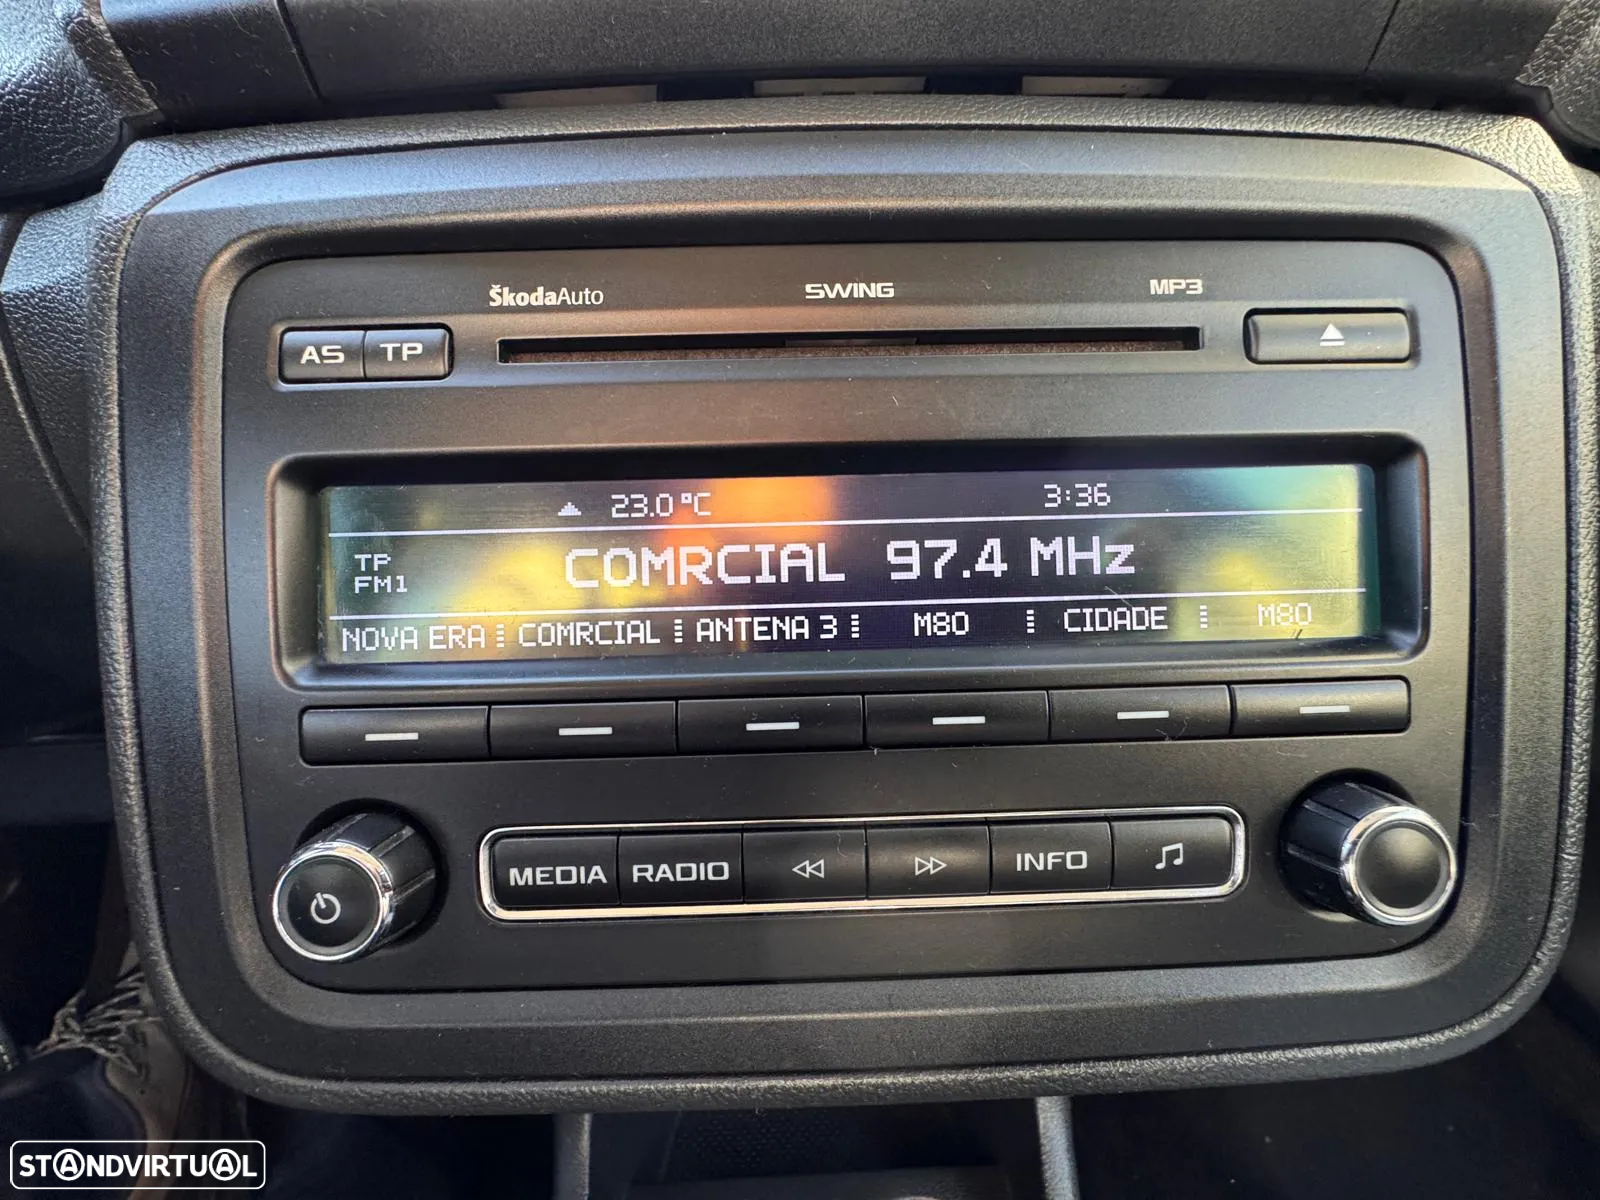 ŠkodaAuto SWING MP3
AS TP
23.0 °C 3:36
TP
FM1
COMRCIAL 97.4 MHz
NOVA ERA COMRCIAL ANTENA 3 M80 CIDADE M80
MEDIA RADIO INFO
STANDVIRTUAL